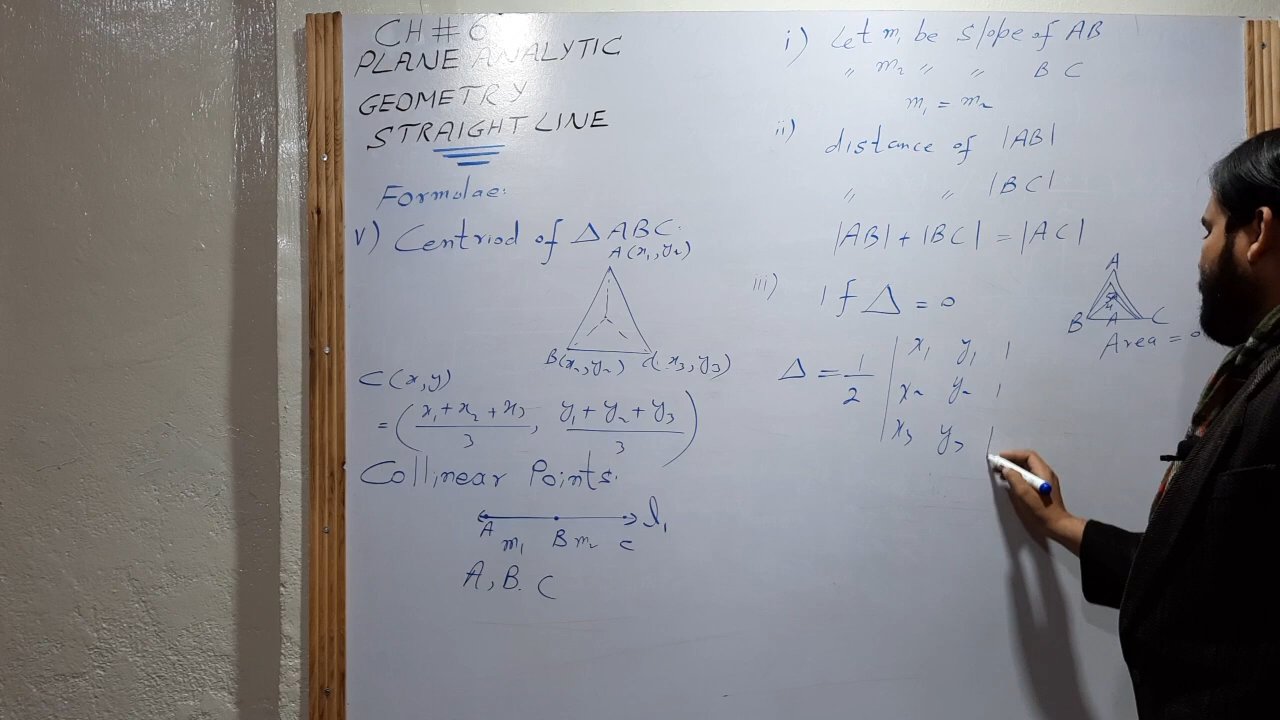 CH # 6
PLANE ANALYTIC
GEOMETRY
STRAIGHT LINE
Formulae:
v) Centriod of △ ABC.
A(x₁,y₂)
B(x₂,y₂) C(x₃,y₃)
C(x,y)
= ( x₁+x₂+x₃ / 3 , y₁+y₂+y₃ / 3 )
Collinear Points.
A B C l₁
m₁ m₂
A, B. C
i) Let m₁ be slope of AB
〃 m₂ 〃 〃 BC
m₁ = m₂
ii) distance of |AB|
〃 〃 |BC|
|AB| + |BC| = |AC|
iii) If △ = 0
△ = 1/2 | x₁ y₁ 1
x₂ y₂ 1
x₃ y₃ 1
A
B A C
Area = 0